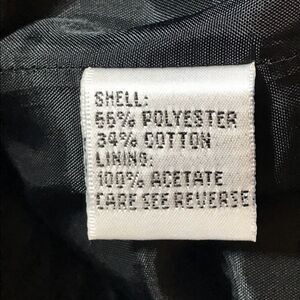 SHELL:
66% POLYESTER
34% COTTON
LINING:
100% ACETATE
CARE SEE REVERSE